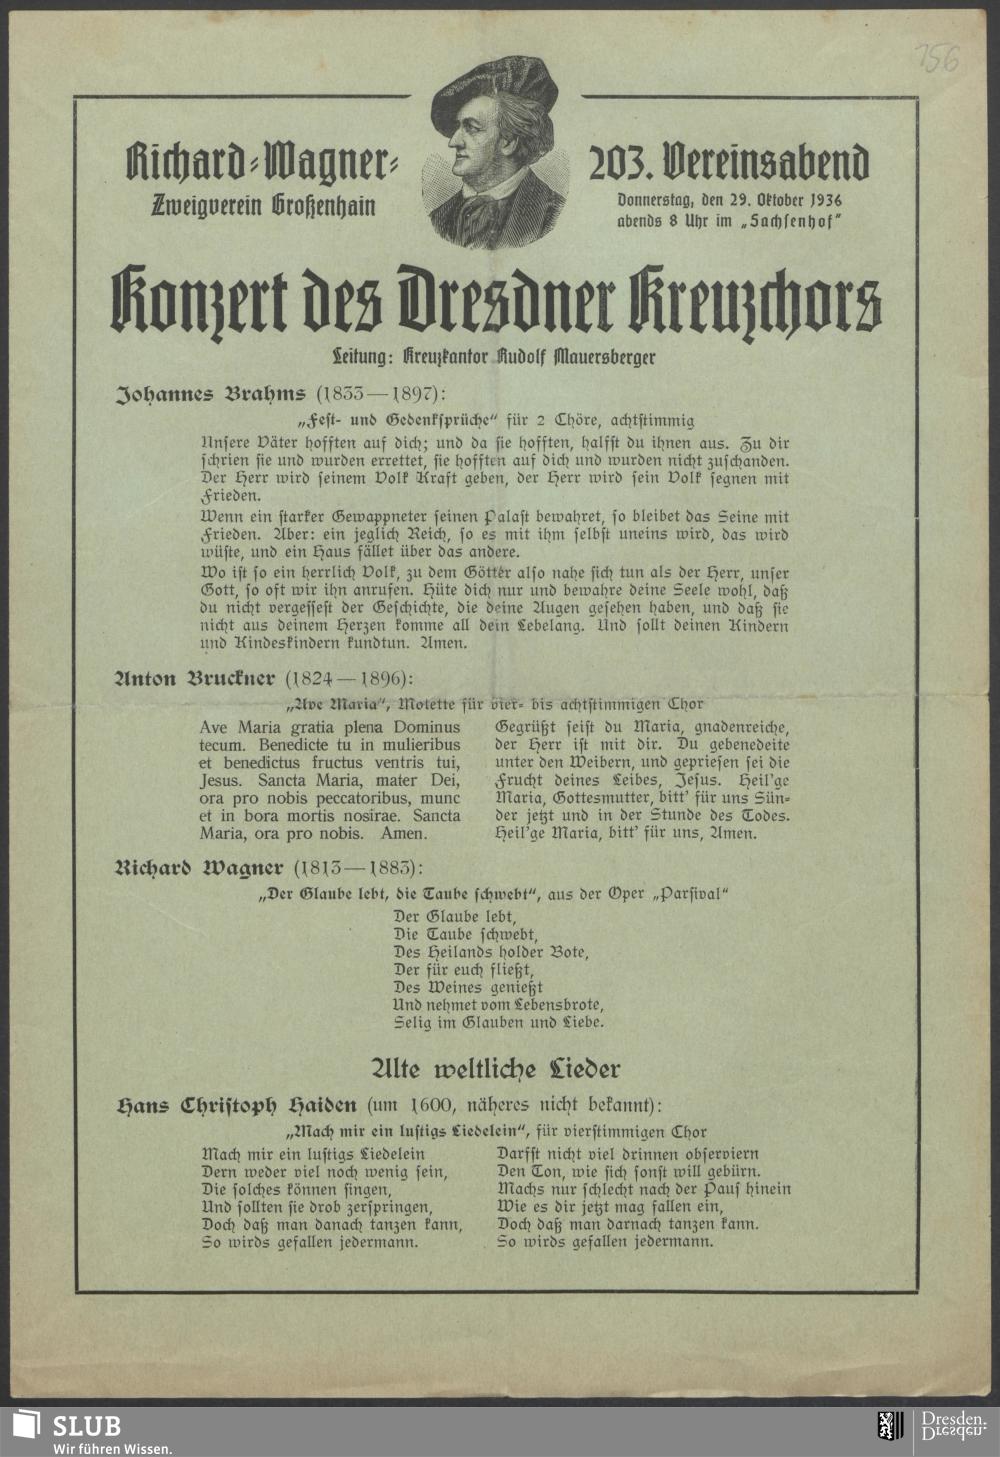 156
Richard-Wagner-
Zweigverein Großenhain
203. Vereinsabend
Donnerstag, den 29. Oktober 1936
abends 8 Uhr im „Sachsenhof"
Konzert des Dresdner Kreuzchors
Leitung: Kreuzkantor Rudolf Mauersberger
Johannes Brahms (1833—1897):
„Fest- und Gedenksprüche" für 2 Chöre, achtstimmig
Unsere Väter hofften auf dich; und da sie hofften, halfst du ihnen aus. Zu dir
schrien sie und wurden errettet, sie hofften auf dich und wurden nicht zuschanden.
Der Herr wird seinem Volk Kraft geben, der Herr wird sein Volk segnen mit
Frieden.
Wenn ein starker Gewappneter seinen Palast bewahret, so bleibet das Seine mit
Frieden. Aber: ein jeglich Reich, so es mit ihm selbst uneins wird, das wird
wüste, und ein Haus fället über das andere.
Wo ist so ein herrlich Volk, zu dem Götter also nahe sich tun als der Herr, unser
Gott, so oft wir ihn anrufen. Hüte dich nur und bewahre deine Seele wohl, daß
du nicht vergessest der Geschichte, die deine Augen gesehen haben, und daß sie
nicht aus deinem Herzen komme all dein Lebelang. Und sollt deinen Kindern
und Kindeskindern kundtun. Amen.
Anton Bruckner (1824—1896):
„Ave Maria", Motette für vier- bis achtstimmigen Chor
Ave Maria gratia plena Dominus
tecum. Benedicte tu in mulieribus
et benedictus fructus ventris tui,
Jesus. Sancta Maria, mater Dei,
ora pro nobis peccatoribus, munc
et in bora mortis nosirae. Sancta
Maria, ora pro nobis. Amen.
Gegrüßt seist du Maria, gnadenreiche,
der Herr ist mit dir. Du gebenedeite
unter den Weibern, und gepriesen sei die
Frucht deines Leibes, Jesus. Heil'ge
Maria, Gottesmutter, bitt' für uns Sün-
der jetzt und in der Stunde des Todes.
Heil'ge Maria, bitt' für uns, Amen.
Richard Wagner (1813—1883):
„Der Glaube lebt, die Taube schwebt", aus der Oper „Parsival"
Der Glaube lebt,
Die Taube schwebt,
Des Heilands holder Bote,
Der für euch fließt,
Des Weines genießt
Und nehmet vom Lebensbrote,
Selig im Glauben und Liebe.
Alte weltliche Lieder
Hans Christoph Haiden (um 1600, näheres nicht bekannt):
„Mach mir ein lustigs Liedelein", für vierstimmigen Chor
Mach mir ein lustigs Liedelein
Dern weder viel noch wenig sein,
Die solches können singen,
Und sollten sie drob zerspringen,
Doch daß man danach tanzen kann,
So wirds gefallen jedermann.
Darfst nicht viel drinnen observiern
Den Ton, wie sich sonst will gebürn.
Machs nur schlecht nach der Paus hinein
Wie es dir jetzt mag fallen ein,
Doch daß man darnach tanzen kann.
So wirds gefallen jedermann.
SLUB
Wir führen Wissen.
Dresden.
Dresden.